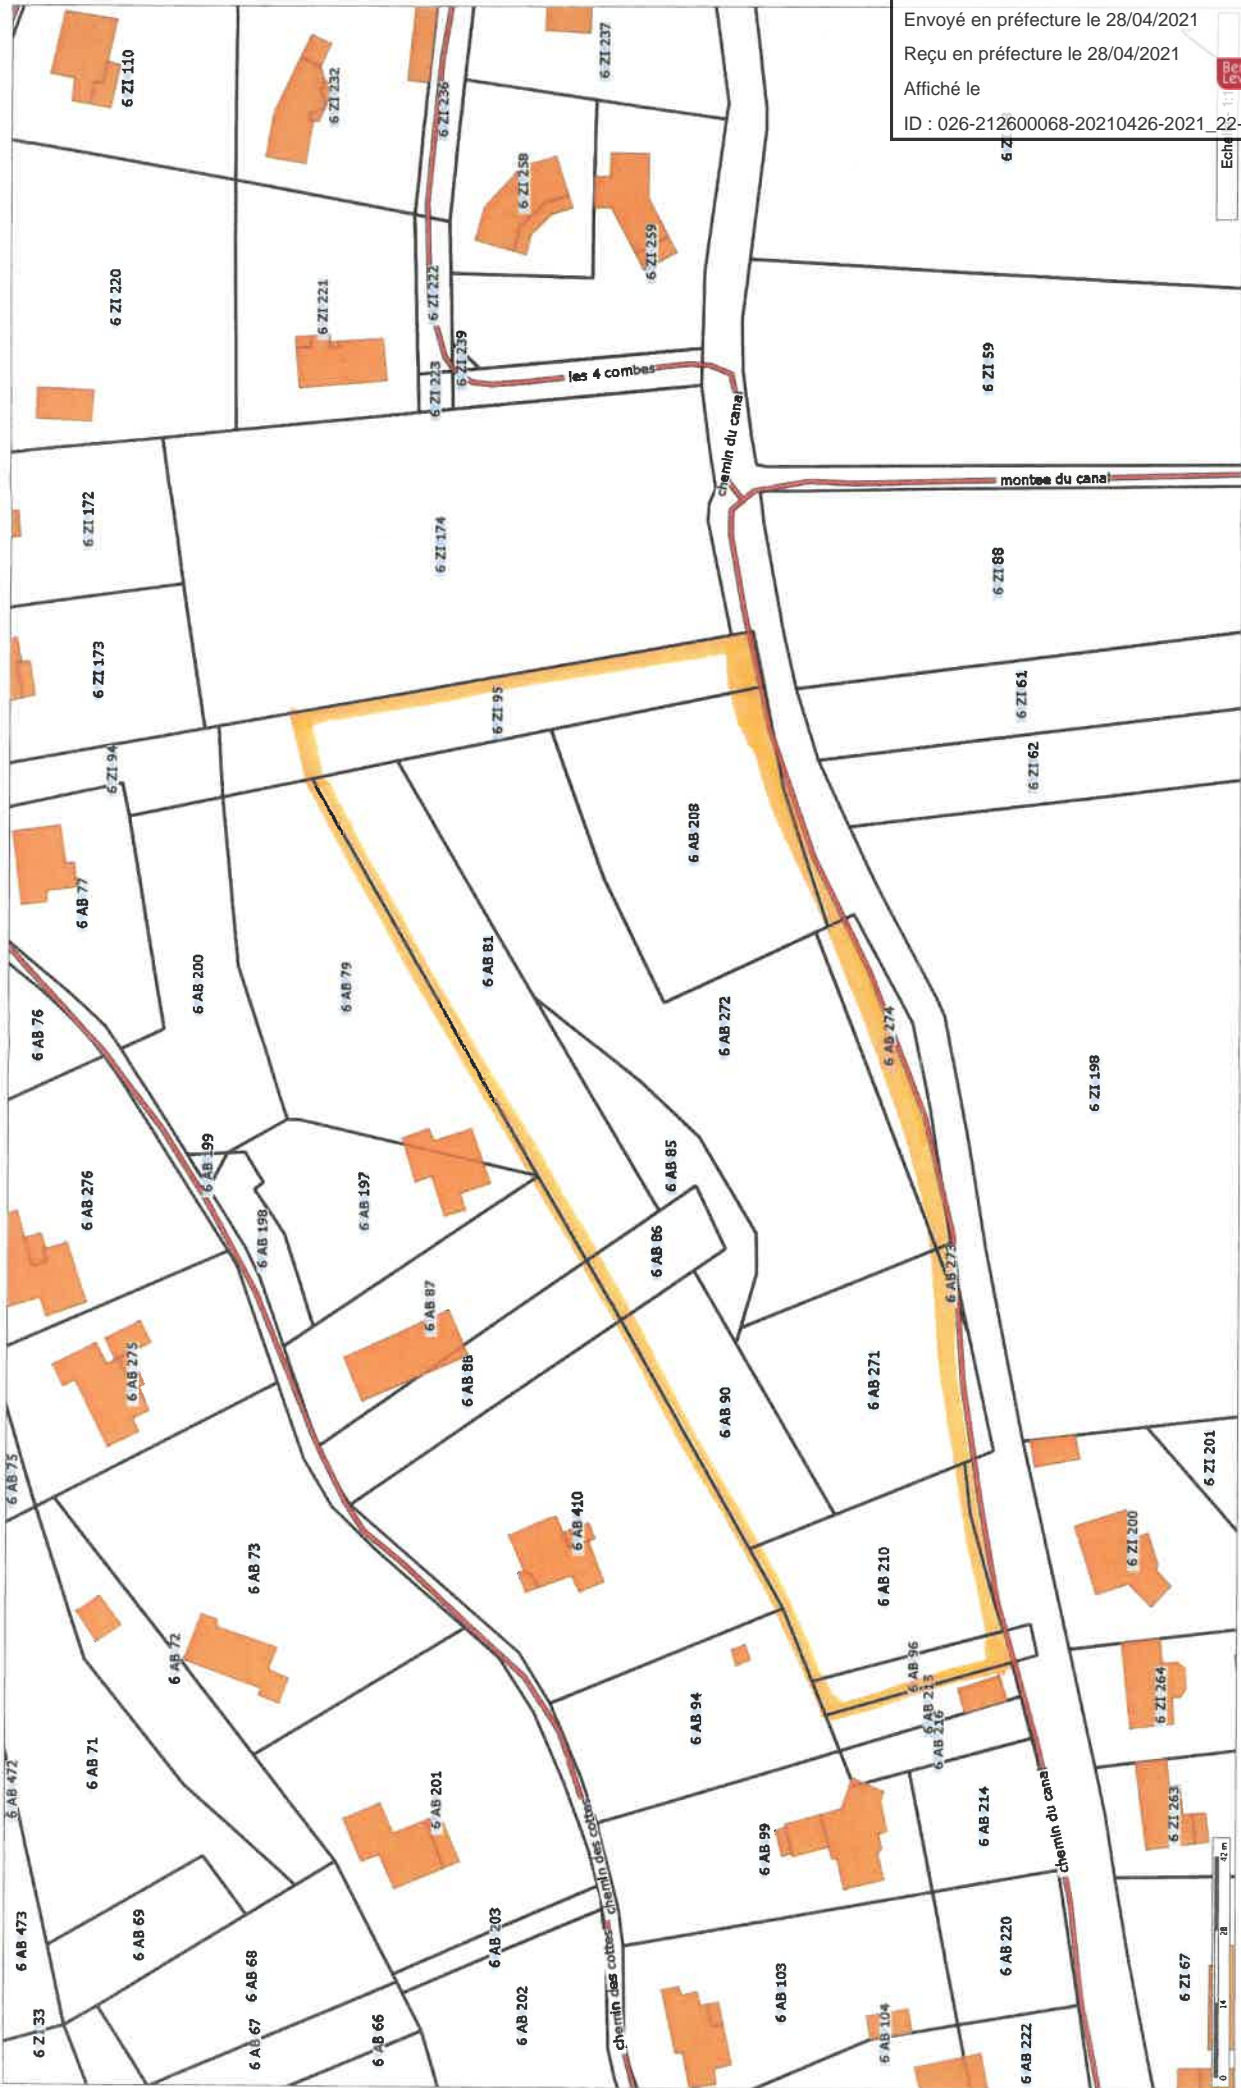 Envoyé en préfecture le 28/04/2021
Reçu en préfecture le 28/04/2021
Affiché le
ID : 026-212600068-20210426-2021_22-
6 ZI 110
6 ZI 232
6 ZI 236
6 ZI 237
6 ZI 258
6 ZI 259
6 ZI 220
6 ZI 221
6 ZI 222
6 ZI 239
6 ZI 223
les 4 combes
6 ZI 59
chemin du canal
montee du canal
6 ZI 172
6 ZI 174
6 ZI 88
6 ZI 173
6 ZI 95
6 ZI 61
6 ZI 62
6 ZI 94
6 AB 77
6 AB 208
6 AB 76
6 AB 200
6 AB 79
6 AB 81
6 AB 272
6 AB 274
6 ZI 198
6 AB 276
6 AB 199
6 AB 198
6 AB 197
6 AB 85
6 AB 86
6 AB 273
6 AB 275
6 AB 87
6 AB 88
6 AB 90
6 AB 271
6 AB 75
6 ZI 201
6 AB 73
6 AB 410
6 AB 210
6 ZI 200
6 AB 72
6 AB 96
6 AB 94
6 AB 216
6 ZI 264
6 AB 472
6 AB 71
6 AB 201
6 AB 99
6 AB 214
chemin du canal
6 ZI 263
chemin des cottes
chemin des cottes
6 AB 473
6 AB 69
6 AB 203
6 AB 68
6 AB 202
6 AB 103
6 AB 220
6 ZI 67
6 ZI 33
6 AB 67
6 AB 66
6 AB 104
6 AB 222
0 14 28 42 m